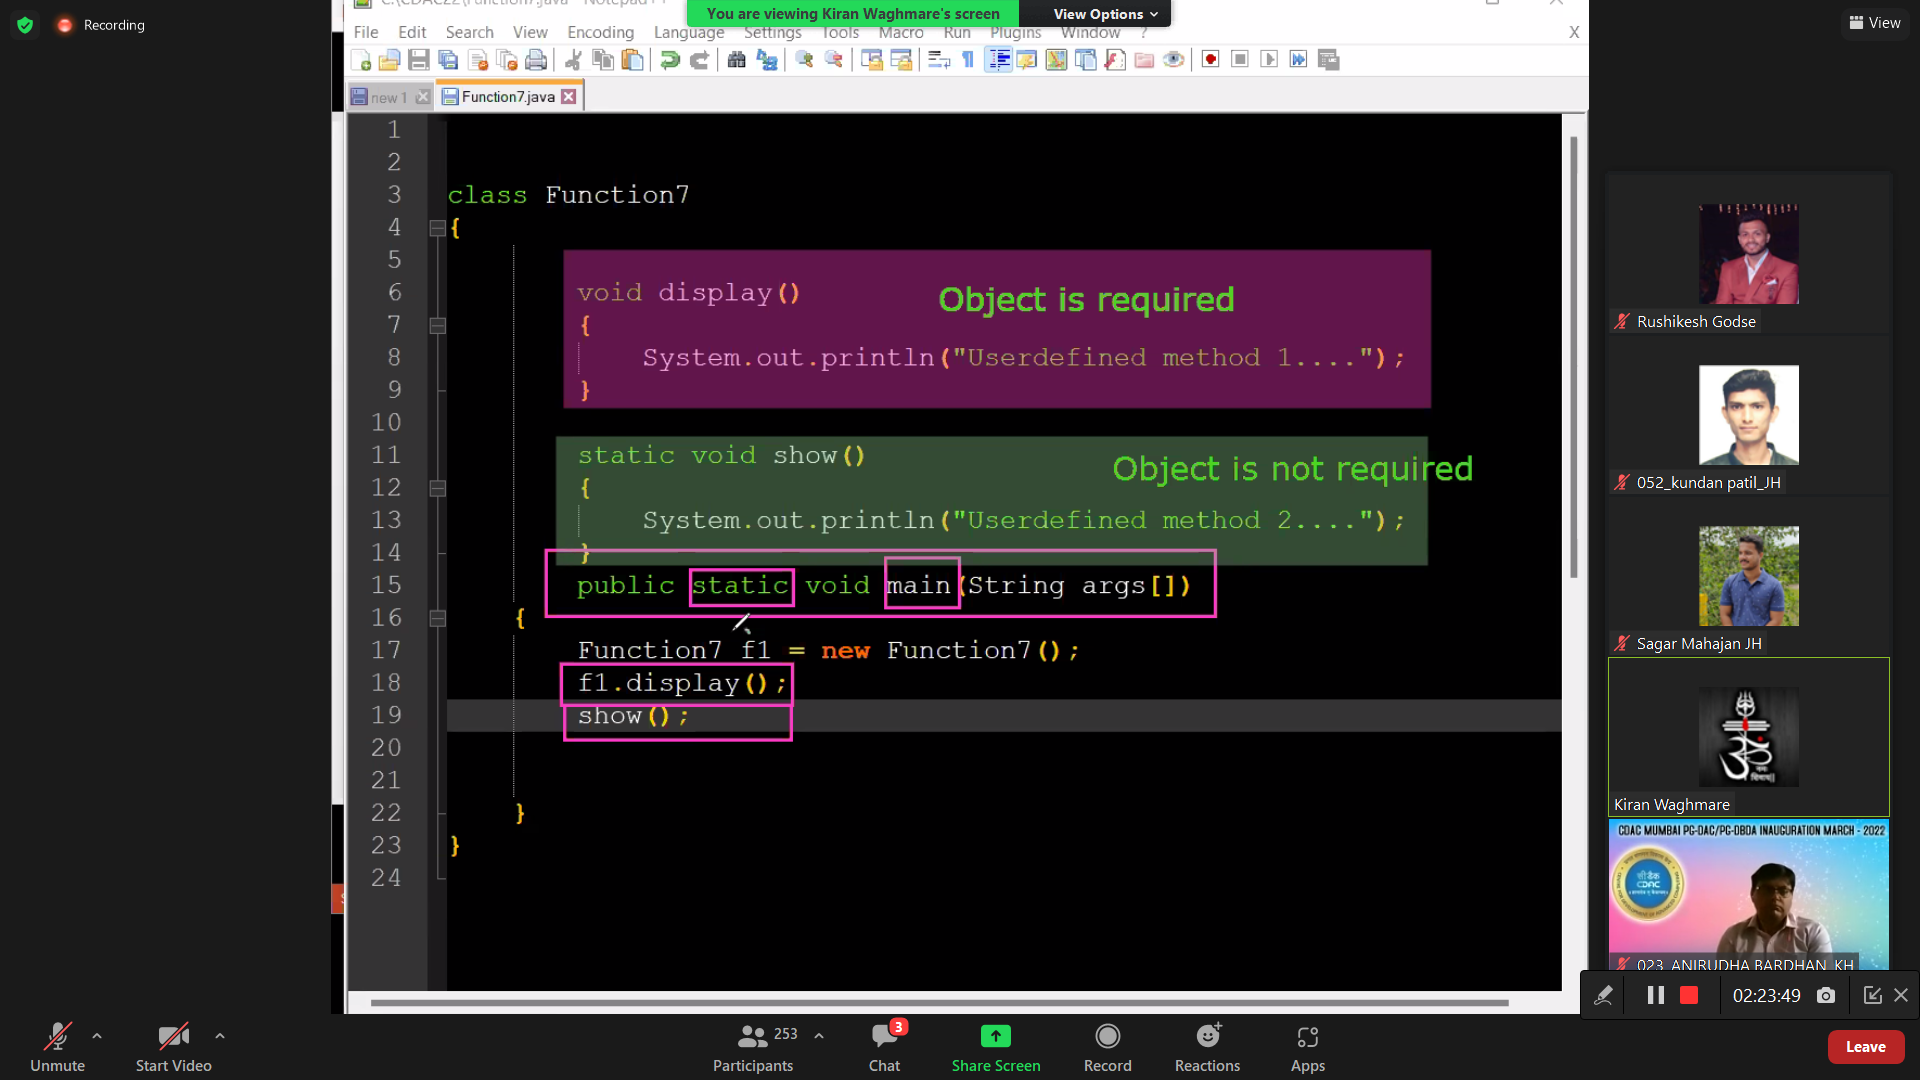 Recording
You are viewing Kiran Waghmare's screen
View Options
View
C:\CDAC22\Function7.java - Notepad++
File Edit Search View Encoding Language Settings Tools Macro Run Plugins Window ?
X
new 1
Function7.java
1
2
3 class Function7
4 {
5
6 void display()
Object is required
7 {
8 System.out.println("Userdefined method 1....");
9 }
10
11 static void show()
Object is not required
12 {
13 System.out.println("Userdefined method 2....");
14 }
15 public static void main(String args[])
16 {
17 Function7 f1 = new Function7();
18 f1.display();
19 show();
20
21
22 }
23 }
24
Rushikesh Godse
052_kundan patil_JH
Sagar Mahajan JH
Kiran Waghmare
CDAC MUMBAI PG-DAC/PG-DBDA INAUGURATION MARCH - 2022
सी डैक
CDAC
023_ANIRUDHA BARDHAN_KH
02:23:49
Unmute
Start Video
253
Participants
3
Chat
Share Screen
Record
Reactions
Apps
Leave